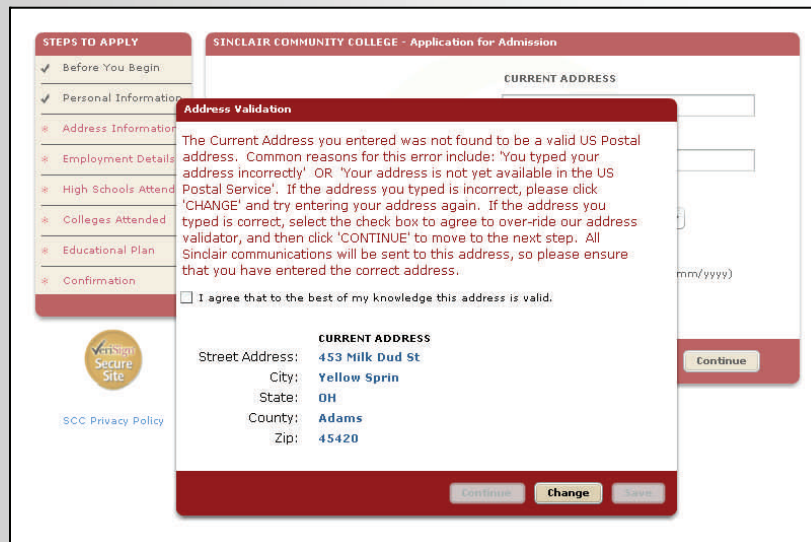 STEPS TO APPLY
Before You Begin
Personal Information
Address Information
Employment Details
High Schools Attend
Colleges Attended
Educational Plan
Confirmation
VeriSign
Secure
Site
SCC Privacy Policy
SINCLAIR COMMUNITY COLLEGE - Application for Admission
CURRENT ADDRESS
mm/yyyy)
Continue
Address Validation
The Current Address you entered was not found to be a valid US Postal
address. Common reasons for this error include: 'You typed your
address incorrectly' OR 'Your address is not yet available in the US
Postal Service'. If the address you typed is incorrect, please click
'CHANGE' and try entering your address again. If the address you
typed is correct, select the check box to agree to over-ride our address
validator, and then click 'CONTINUE' to move to the next step. All
Sinclair communications will be sent to this address, so please ensure
that you have entered the correct address.
I agree that to the best of my knowledge this address is valid.
CURRENT ADDRESS
Street Address: 453 Milk Dud St
City: Yellow Sprin
State: OH
County: Adams
Zip: 45420
Continue Change Save